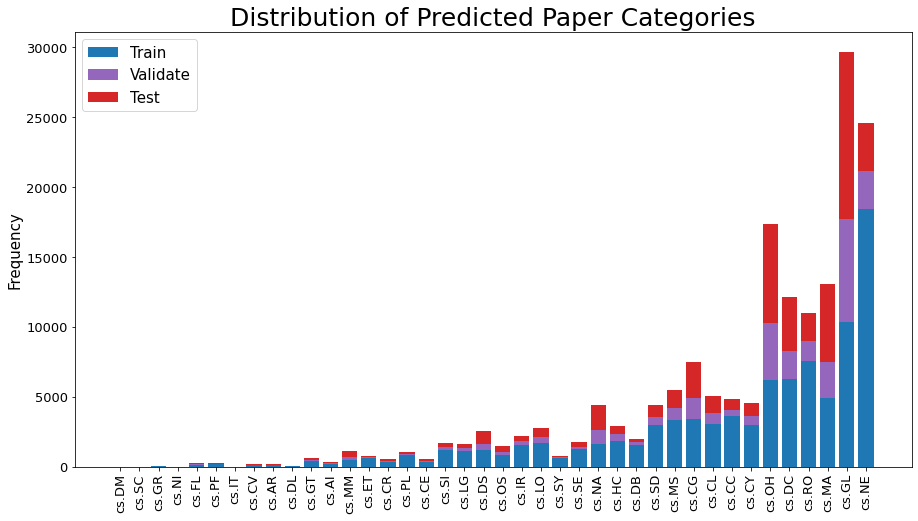 Distribution of Predicted Paper Categories
Train
Validate
Test
Frequency
30000
25000
20000
15000
10000
5000
0
cs.DM
cs.SC
cs.GR
cs.NI
cs.FL
cs.PF
cs.IT
cs.CV
cs.AR
cs.DL
cs.GT
cs.AI
cs.MM
cs.ET
cs.CR
cs.PL
cs.CE
cs.SI
cs.LG
cs.DS
cs.OS
cs.IR
cs.LO
cs.SY
cs.SE
cs.NA
cs.HC
cs.DB
cs.SD
cs.MS
cs.CG
cs.CL
cs.CC
cs.CY
cs.OH
cs.DC
cs.RO
cs.MA
cs.GL
cs.NE